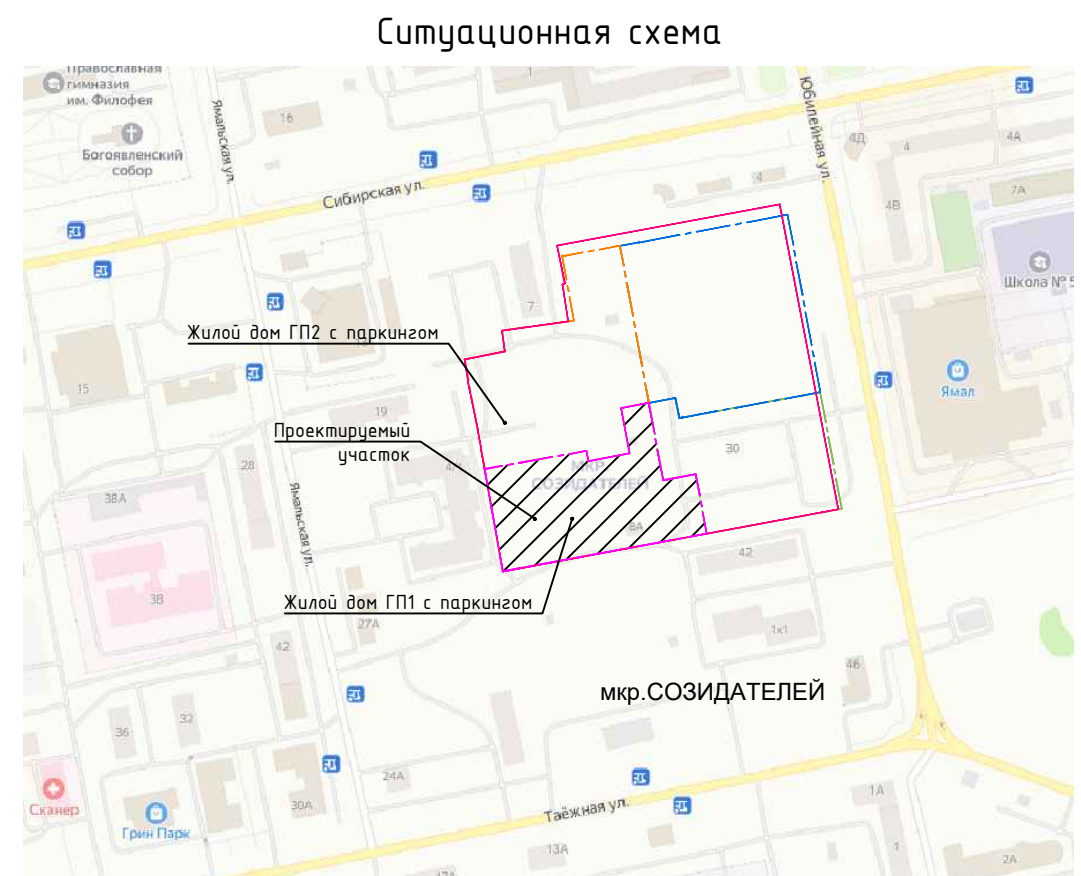 Ситуационная схема
Православная
гимназия
им. Филофея
1
Юбилейная ул.
Ямальская ул.
16
Богоявленский
собор
4Д
4
4А
Сибирская ул.
4
7А
4В
Школа № 5
7
Жилой дом ГП2 с паркингом
15
Ямал
19
Проектируемый
участок
30
28
МКР.
СОЗИДАТЕЛЕЙ
38А
Ямальская ул.
8А
42
38
Жилой дом ГП1 с паркингом
27А
1к1
42
46
мкр.СОЗИДАТЕЛЕЙ
32
36
24А
Сканер
30А
Таёжная ул.
1А
Грин Парк
13А
1
2А
17А